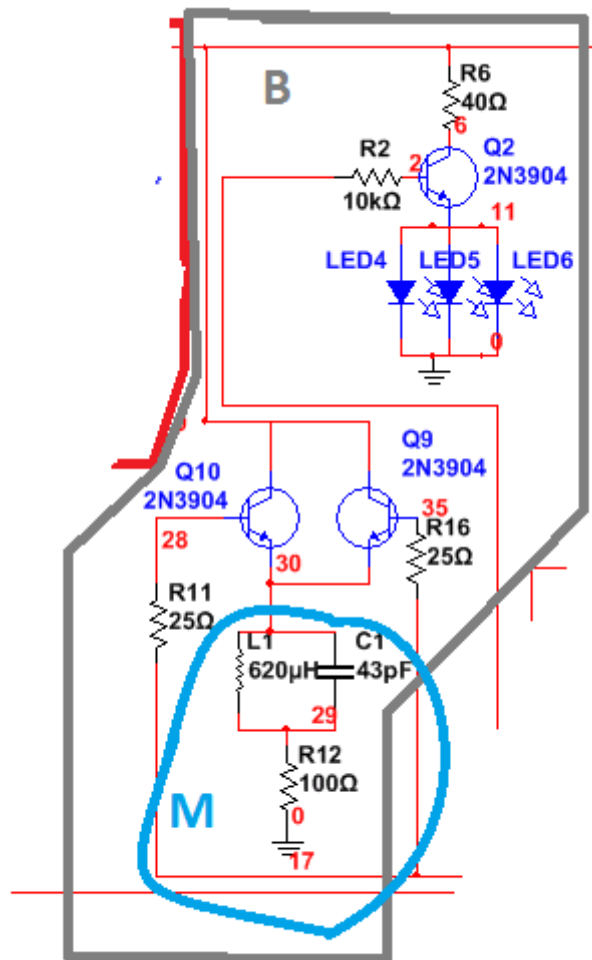 B
R6
40Ω
6
Q2
2N3904
R2
2
10kΩ
11
LED4
LED5
LED6
0
Q9
2N3904
Q10
2N3904
35
28
R16
25Ω
30
R11
25Ω
L1
620µH
C1
43pF
29
R12
100Ω
M
0
17